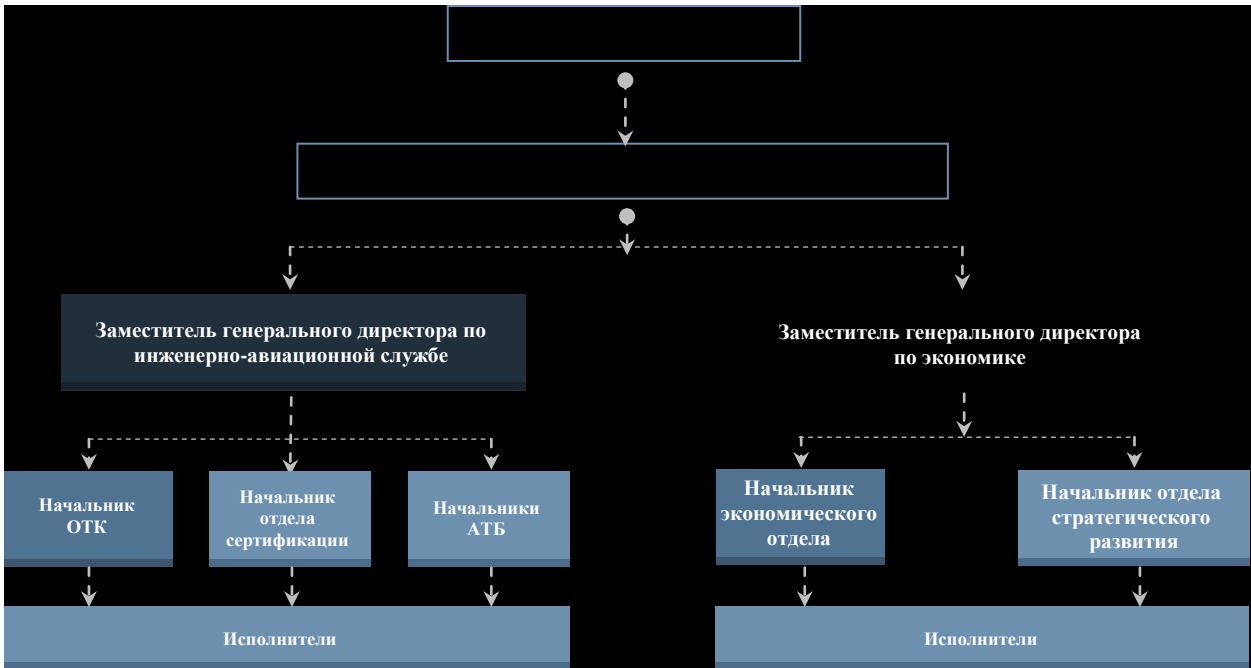 Заместитель генерального директора по
инженерно-авиационной службе
Заместитель генерального директора
по экономике
Начальник
ОТК
Начальник
отдела
сертификации
Начальники
АТБ
Начальник
экономического
отдела
Начальник отдела
стратегического
развития
Исполнители
Исполнители